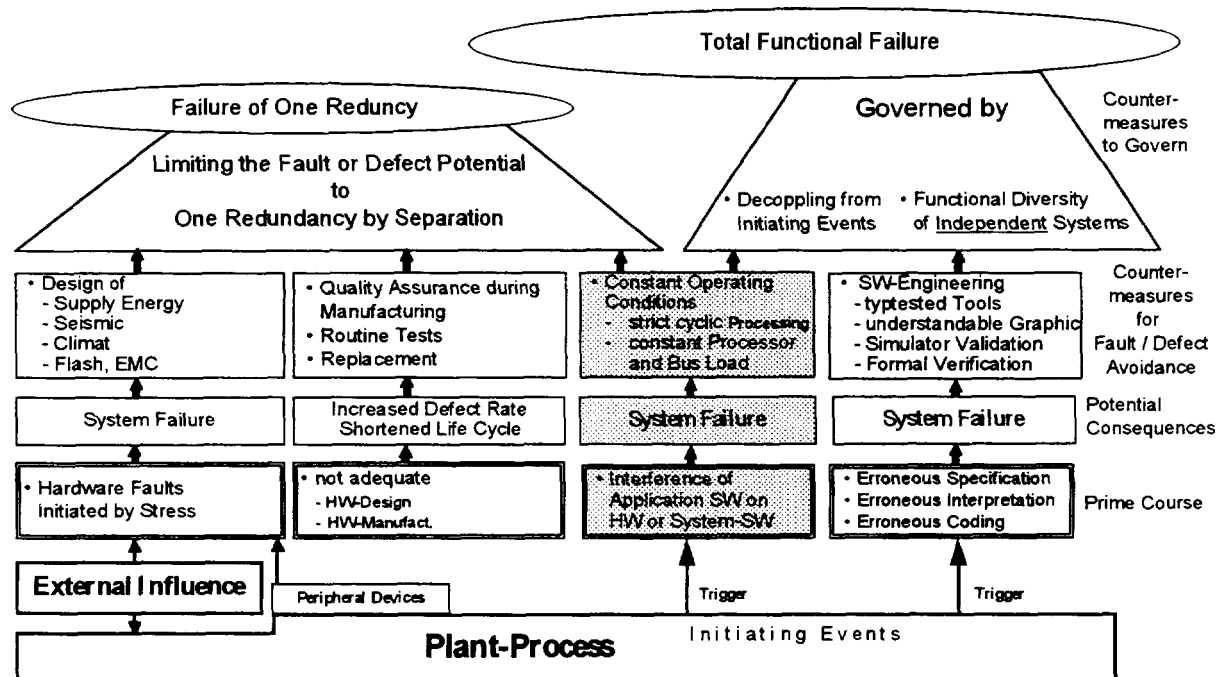 Total Functional Failure
Failure of One Reduncy
Governed by
Counter-
measures
to Govern
Limiting the Fault or Defect Potential
to
One Redundancy by Separation
• Decoppling from
Initiating Events
• Functional Diversity
of Independent Systems
• Design of
- Supply Energy
- Seismic
- Climat
- Flash, EMC
• Quality Assurance during
Manufacturing
• Routine Tests
• Replacement
• Constant Operating
Conditions
- strict cyclic Processing
- constant Processor
and Bus Load
• SW-Engineering
- typtested Tools
- understandable Graphic
- Simulator Validation
- Formal Verification
Counter-
measures
for
Fault / Defect
Avoidance
System Failure
Increased Defect Rate
Shortened Life Cycle
System Failure
System Failure
Potential
Consequences
• Hardware Faults
Initiated by Stress
• not adequate
- HW-Design
- HW-Manufact.
• Interference of
Application SW on
HW or System-SW
• Erroneous Specification
• Erroneous Interpretation
• Erroneous Coding
Prime Course
External Influence
Peripheral Devices
Trigger
Trigger
Plant-Process
Initiating Events